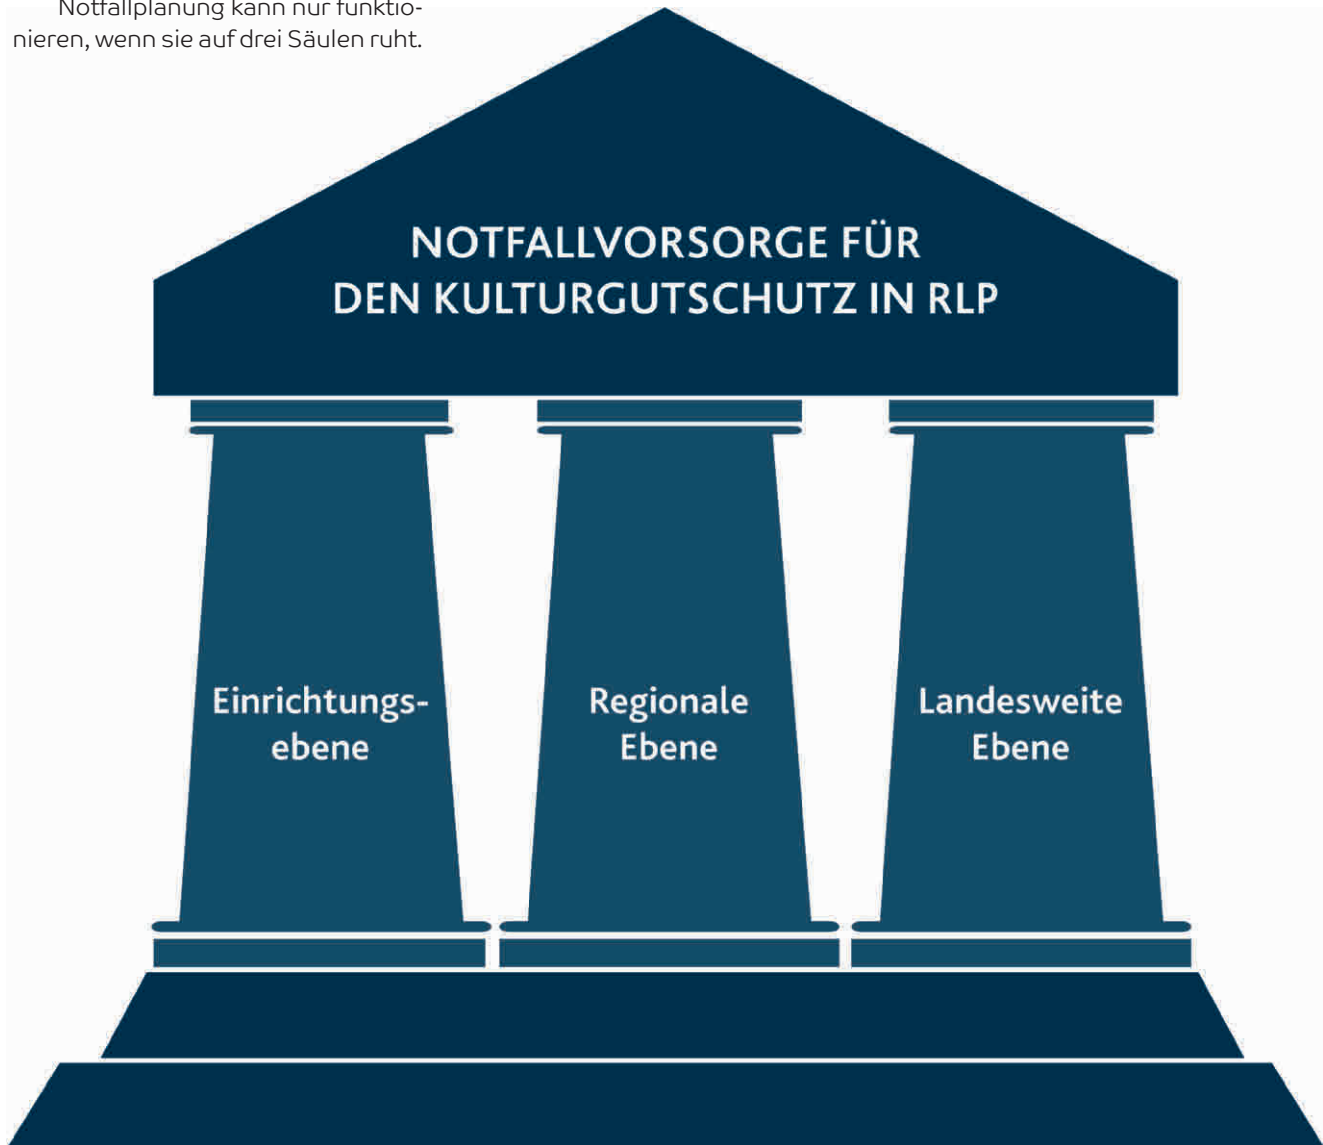 Notfallplanung kann nur funktio-
nieren, wenn sie auf drei Säulen ruht.
NOTFALLVORSORGE FÜR
DEN KULTURGUTSCHUTZ IN RLP
Einrichtungs-
ebene
Regionale
Ebene
Landesweite
Ebene